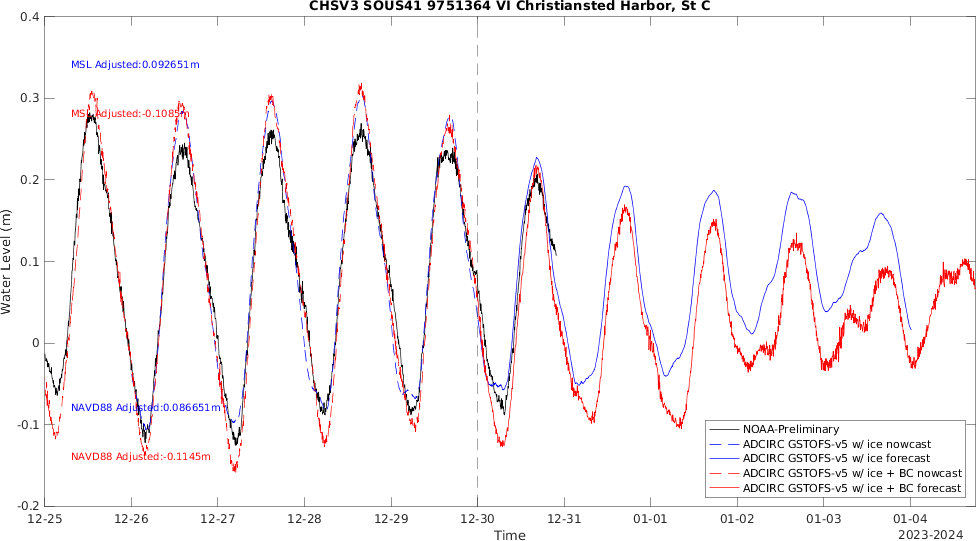 CHSV3 SOUS41 9751364 VI Christiansted Harbor, St C
0.4
0.3
0.2
0.1
0
-0.1
-0.2
Water Level (m)
MSL Adjusted:0.092651m
MSL Adjusted:-0.1085m
NAVD88 Adjusted:0.086651m
NAVD88 Adjusted:-0.1145m
NOAA-Preliminary
ADCIRC GSTOFS-v5 w/ ice nowcast
ADCIRC GSTOFS-v5 w/ ice forecast
ADCIRC GSTOFS-v5 w/ ice + BC nowcast
ADCIRC GSTOFS-v5 w/ ice + BC forecast
12-25 12-26 12-27 12-28 12-29 12-30 12-31 01-01 01-02 01-03 01-04
Time
2023-2024